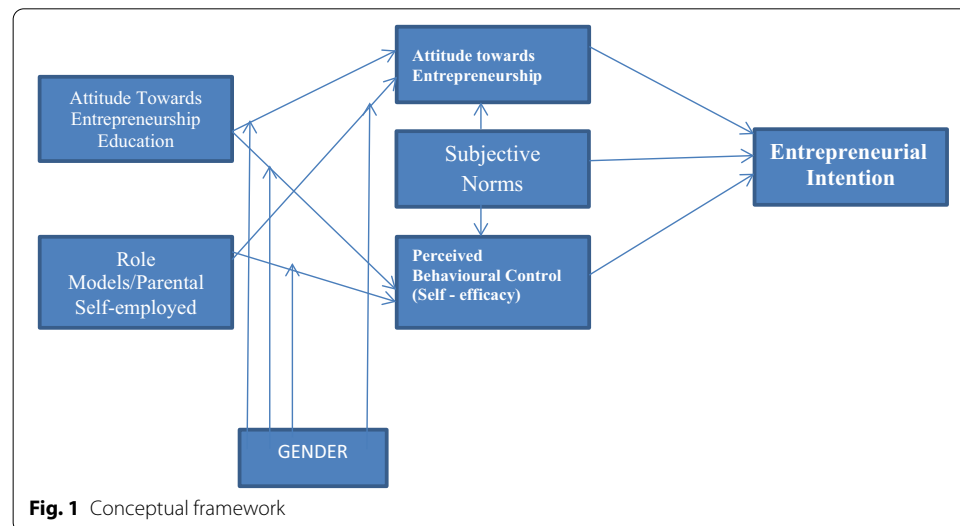 Attitude Towards
Entrepreneurship
Education
Role
Models/Parental
Self-employed
Attitude towards
Entrepreneurship
Subjective
Norms
Perceived
Behavioural Control
(Self - efficacy)
Entrepreneurial
Intention
GENDER
Fig. 1 Conceptual framework